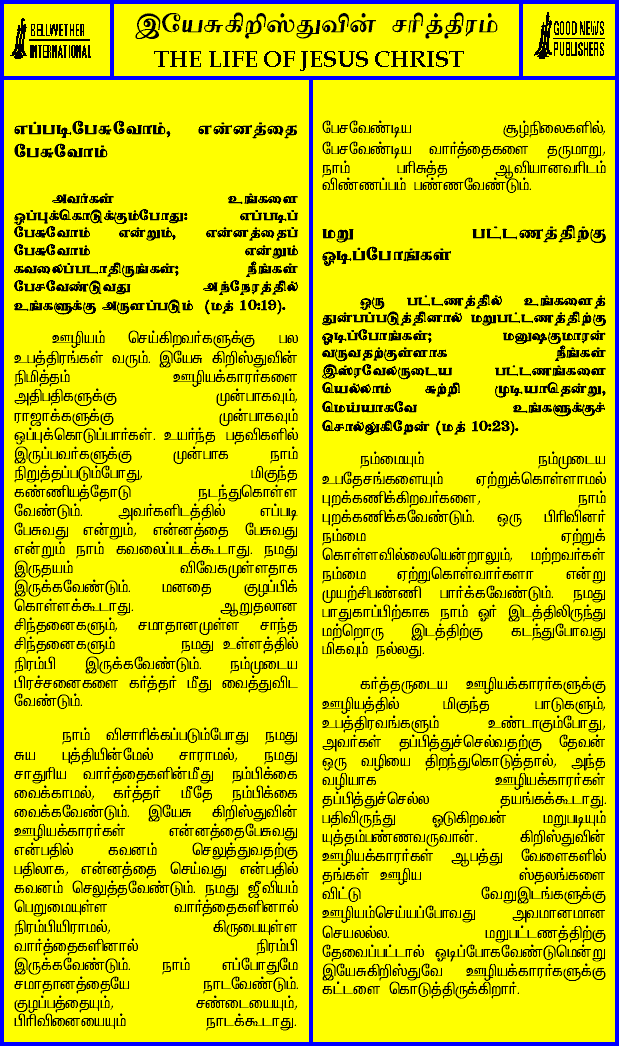 BELLWETHER
INTERNATIONAL
இயேசுகிறிஸ்துவின் சரித்திரம்
THE LIFE OF JESUS CHRIST
GOOD NEWS
PUBLISHERS
எப்படிபேசுவோம், என்னத்தை
பேசுவோம்
அவர்கள் உங்களை
ஒப்புக்கொடுக்கும்போது: எப்படிப்
பேசுவோம் என்றும், என்னத்தைப்
பேசுவோம் என்றும்
கவலைப்படாதிருங்கள்; நீங்கள்
பேசவேண்டுவது அந்நேரத்தில்
உங்களுக்கு அருளப்படும் (மத் 10:19).
ஊழியம் செய்கிறவர்களுக்கு பல
உபத்திரங்கள் வரும். இயேசு கிறிஸ்துவின்
நிமித்தம் ஊழியக்காரர்களை
அதிபதிகளுக்கு முன்பாகவும்,
ராஜாக்களுக்கு முன்பாகவும்
ஒப்புக்கொடுப்பார்கள். உயர்ந்த பதவிகளில்
இருப்பவர்களுக்கு முன்பாக நாம்
நிறுத்தப்படும்போது, மிகுந்த
கண்ணியத்தோடு நடந்துகொள்ள
வேண்டும். அவர்களிடத்தில் எப்படி
பேசுவது என்றும், என்னத்தை பேசுவது
என்றும் நாம் கவலைப்படக்கூடாது. நமது
இருதயம் விவேகமுள்ளதாக
இருக்கவேண்டும். மனதை குழப்பிக்
கொள்ளக்கூடாது. ஆறுதலான
சிந்தனைகளும், சமாதானமுள்ள சாந்த
சிந்தனைகளும் நமது உள்ளத்தில்
நிரம்பி இருக்கவேண்டும். நம்முடைய
பிரச்சனைகளை கர்த்தர் மீது வைத்துவிட
வேண்டும்.
நாம் விசாரிக்கப்படும்போது நமது
சுய புத்தியின்மேல் சாராமல், நமது
சாதுரிய வார்த்தைகளின்மீது நம்பிக்கை
வைக்காமல், கர்த்தர் மீதே நம்பிக்கை
வைக்கவேண்டும். இயேசு கிறிஸ்துவின்
ஊழியக்காரர்கள் என்னத்தைபேசுவது
என்பதில் கவனம் செலுத்துவதற்கு
பதிலாக, என்னத்தை செய்வது என்பதில்
கவனம் செலுத்தவேண்டும். நமது ஜீவியம்
பெறுமையுள்ள வார்த்தைகளினால்
நிரம்பியிராமல், கிருபையுள்ள
வார்த்தைகளினால் நிரம்பி
இருக்கவேண்டும். நாம் எப்போதுமே
சமாதானத்தையே நாடவேண்டும்.
குழப்பத்தையும், சண்டையையும்,
பிரிவினையையும் நாடக்கூடாது.
பேசவேண்டிய சூழ்நிலைகளில்,
பேசவேண்டிய வார்த்தைகளை தருமாறு,
நாம் பரிசுத்த ஆவியானவரிடம்
விண்ணப்பம் பண்ணவேண்டும்.
மறு பட்டணத்திற்கு
ஓடிப்போங்கள்
ஒரு பட்டணத்தில் உங்களைத்
துன்பப்படுத்தினால் மறுபட்டணத்திற்கு
ஓடிப்போங்கள்; மனுஷகுமாரன்
வருவதற்குள்ளாக நீங்கள்
இஸ்ரவேலருடைய பட்டணங்களை
யெல்லாம் சுற்றி முடியாதென்று,
மெய்யாகவே உங்களுக்குச்
சொல்லுகிறேன் (மத் 10:23).
நம்மையும் நம்முடைய
உபதேசங்களையும் ஏற்றுக்கொள்ளாமல்
புறக்கணிக்கிறவர்களை, நாம்
புறக்கணிக்கவேண்டும். ஒரு பிரிவினர்
நம்மை ஏற்றுக்
கொள்ளவில்லையென்றாலும், மற்றவர்கள்
நம்மை ஏற்றுகொள்வார்களா என்று
முயற்சிபண்ணி பார்க்கவேண்டும். நமது
பாதுகாப்பிற்காக நாம் ஓர் இடத்திலிருந்து
மற்றொரு இடத்திற்கு கடந்துபோவது
மிகவும் நல்லது.
கர்த்தருடைய ஊழியக்காரர்களுக்கு
ஊழியத்தில் மிகுந்த பாடுகளும்,
உபத்திரவங்களும் உண்டாகும்போது,
அவர்கள் தப்பித்துச்செல்வதற்கு தேவன்
ஒரு வழியை திறந்துகொடுத்தால், அந்த
வழியாக ஊழியக்காரர்கள்
தப்பித்துச்செல்ல தயங்கக்கூடாது.
பதிவிருந்து ஓடுகிறவன் மறுபடியும்
யுத்தம்பண்ணவருவான். கிறிஸ்துவின்
ஊழியக்காரர்கள் ஆபத்து வேளைகளில்
தங்கள் ஊழிய ஸ்தலங்களை
விட்டு வேறுஇடங்களுக்கு
ஊழியம்செய்யப்போவது அவமானமான
செயலல்ல. மறுபட்டணத்திற்கு
தேவைப்பட்டால் ஓடிப்போகவேண்டுமென்று
இயேசுகிறிஸ்துவே ஊழியக்காரர்களுக்கு
கட்டளை கொடுத்திருக்கிறார்.